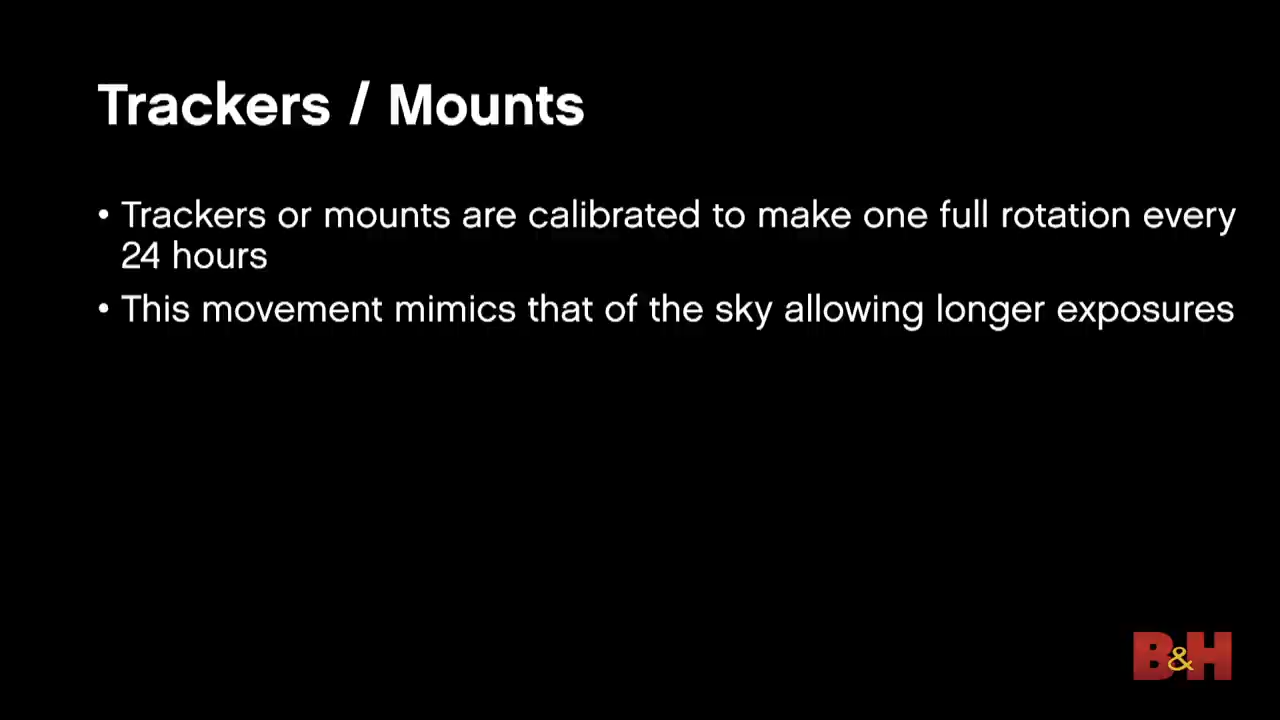 Trackers / Mounts
• Trackers or mounts are calibrated to make one full rotation every
24 hours
• This movement mimics that of the sky allowing longer exposures
B&H